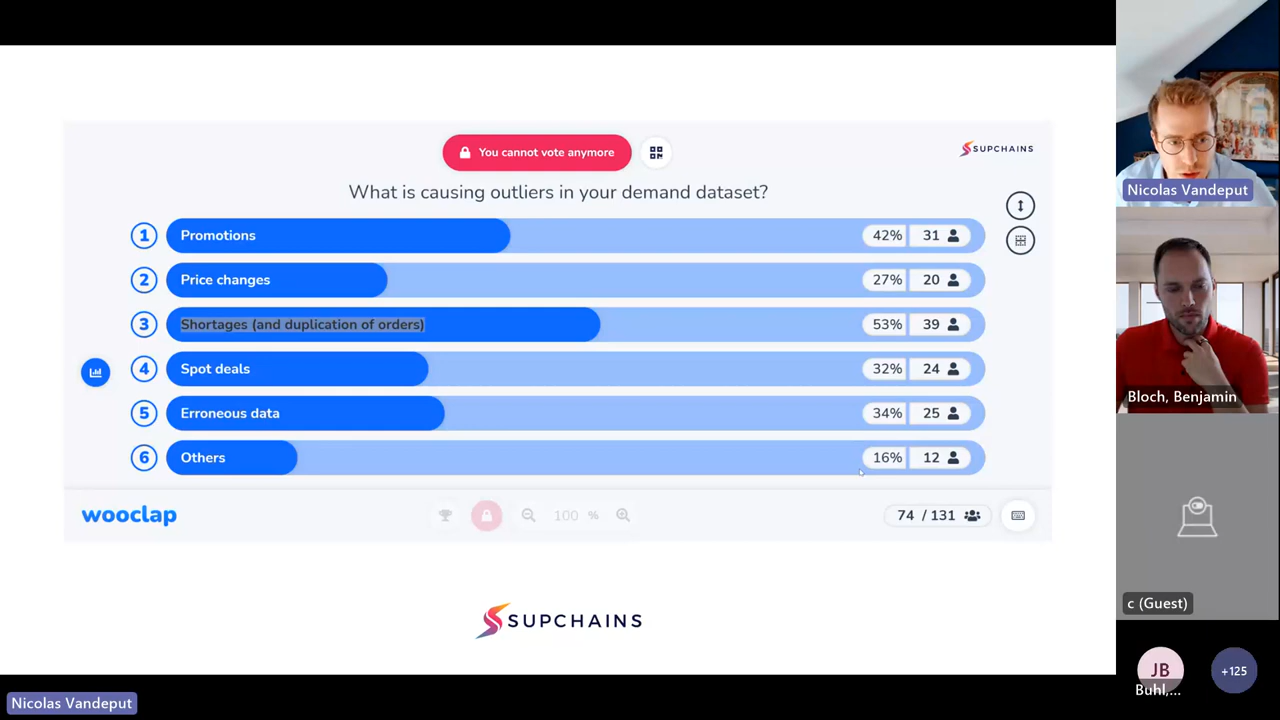 You cannot vote anymore
SUPCHAINS
What is causing outliers in your demand dataset?
1 Promotions 42% 31
2 Price changes 27% 20
3 Shortages (and duplication of orders) 53% 39
4 Spot deals 32% 24
5 Erroneous data 34% 25
6 Others 16% 12
wooclap 100 % 74 / 131
SUPCHAINS
Nicolas Vandeput
Nicolas Vandeput
Bloch, Benjamin
c (Guest)
JB +125
Buhl,...